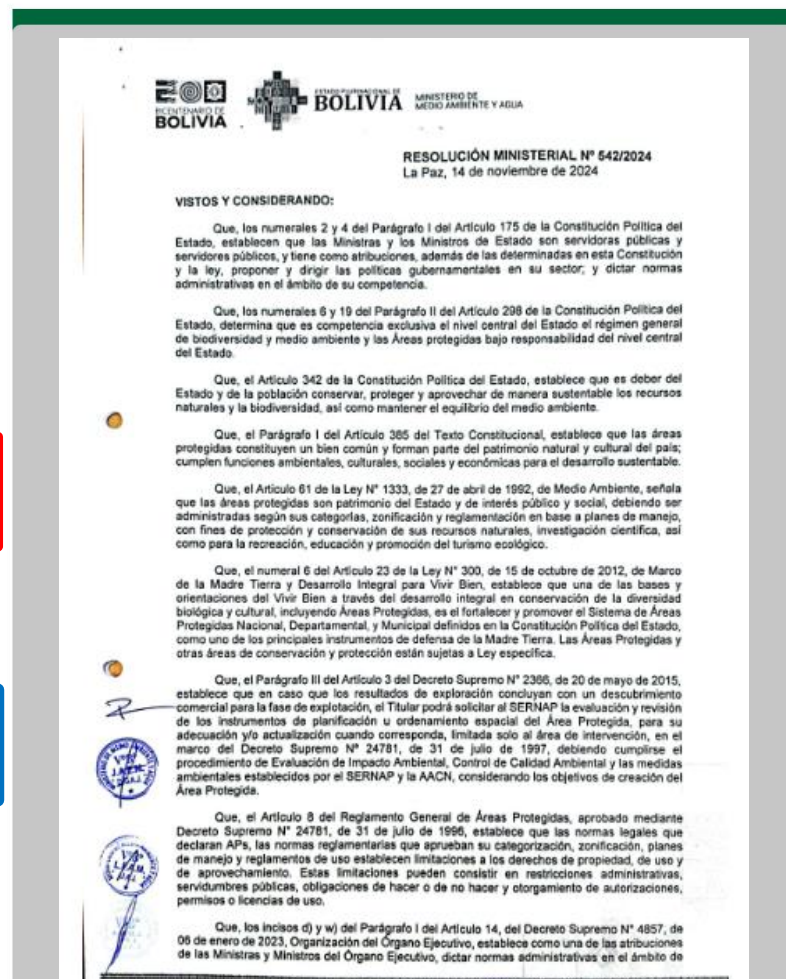 BICENTENARIO DE
BOLIVIA
ESTADO PLURINACIONAL DE
BOLIVIA
MINISTERIO DE
MEDIO AMBIENTE Y AGUA
RESOLUCIÓN MINISTERIAL N° 542/2024
La Paz, 14 de noviembre de 2024
VISTOS Y CONSIDERANDO:
Que, los numerales 2 y 4 del Parágrafo I del Artículo 175 de la Constitución Política del
Estado, establecen que las Ministras y los Ministros de Estado son servidoras públicas y
servidores públicos, y tiene como atribuciones, además de las determinadas en esta Constitución
y la ley, proponer y dirigir las políticas gubernamentales en su sector; y dictar normas
administrativas en el ámbito de su competencia.
Que, los numerales 6 y 19 del Parágrafo II del Artículo 298 de la Constitución Política del
Estado, determina que es competencia exclusiva el nivel central del Estado el régimen general
de biodiversidad y medio ambiente y las Áreas protegidas bajo responsabilidad del nivel central
del Estado.
Que, el Artículo 342 de la Constitución Política del Estado, establece que es deber del
Estado y de la población conservar, proteger y aprovechar de manera sustentable los recursos
naturales y la biodiversidad, así como mantener el equilibrio del medio ambiente.
Que, el Parágrafo I del Artículo 385 del Texto Constitucional, establece que las áreas
protegidas constituyen un bien común y forman parte del patrimonio natural y cultural del país;
cumplen funciones ambientales, culturales, sociales y económicas para el desarrollo sustentable.
Que, el Artículo 61 de la Ley N° 1333, de 27 de abril de 1992, de Medio Ambiente, señala
que las áreas protegidas son patrimonio del Estado y de interés público y social, debiendo ser
administradas según sus categorías, zonificación y reglamentación en base a planes de manejo,
con fines de protección y conservación de sus recursos naturales, investigación científica, así
como para la recreación, educación y promoción del turismo ecológico.
Que, el numeral 6 del Artículo 23 de la Ley N° 300, de 15 de octubre de 2012, de Marco
de la Madre Tierra y Desarrollo Integral para Vivir Bien, establece que una de las bases y
orientaciones del Vivir Bien a través del desarrollo integral en conservación de la diversidad
biológica y cultural, incluyendo Áreas Protegidas, es el fortalecer y promover el Sistema de Áreas
Protegidas Nacional, Departamental, y Municipal definidos en la Constitución Política del Estado,
como uno de los principales instrumentos de defensa de la Madre Tierra. Las Áreas Protegidas y
otras áreas de conservación y protección están sujetas a Ley específica.
Que, el Parágrafo III del Artículo 3 del Decreto Supremo N° 2366, de 20 de mayo de 2015,
establece que en caso que los resultados de exploración concluyan con un descubrimiento
comercial para la fase de explotación, el Titular podrá solicitar al SERNAP la evaluación y revisión
de los instrumentos de planificación u ordenamiento espacial del Área Protegida, para su
adecuación y/o actualización cuando corresponda, limitada solo al área de intervención, en el
marco del Decreto Supremo N° 24781, de 31 de julio de 1997, debiendo cumplirse el
procedimiento de Evaluación de Impacto Ambiental, Control de Calidad Ambiental y las medidas
ambientales establecidos por el SERNAP y la AACN, considerando los objetivos de creación del
Área Protegida.
Que, el Artículo 8 del Reglamento General de Áreas Protegidas, aprobado mediante
Decreto Supremo N° 24781, de 31 de julio de 1996, establece que las normas legales que
declaran APs, las normas reglamentarias que aprueban su categorización, zonificación, planes
de manejo y reglamentos de uso establecen limitaciones a los derechos de propiedad, de uso y
de aprovechamiento. Estas limitaciones pueden consistir en restricciones administrativas,
servidumbres públicas, obligaciones de hacer o de no hacer y otorgamiento de autorizaciones,
permisos o licencias de uso.
Que, los incisos d) y w) del Parágrafo I del Artículo 14, del Decreto Supremo N° 4857, de
06 de enero de 2023, Organización del Órgano Ejecutivo, establece como una de las atribuciones
de las Ministras y Ministros del Órgano Ejecutivo, dictar normas administrativas en el ámbito de